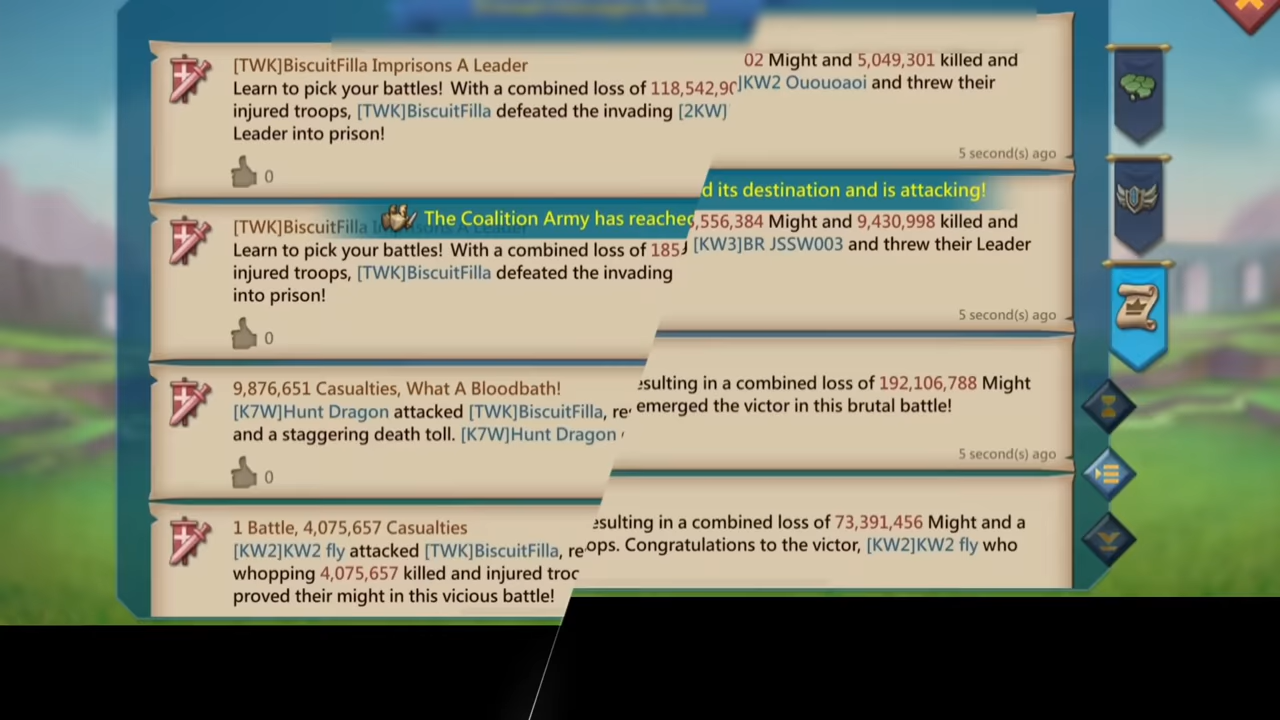 [TWK]BiscuitFilla Imprisons A Leader
Learn to pick your battles! With a combined loss of 118,542,902 Might and 5,049,301 killed and
injured troops, [TWK]BiscuitFilla defeated the invading [2KW]KW2 Ououoaoi and threw their
Leader into prison!
0
5 second(s) ago
The Coalition Army has reached its destination and is attacking!
[TWK]BiscuitFilla Imprisons A Leader
Learn to pick your battles! With a combined loss of 185,556,384 Might and 9,430,998 killed and
injured troops, [TWK]BiscuitFilla defeated the invading [KW3]BR JSSW003 and threw their Leader
into prison!
0
5 second(s) ago
9,876,651 Casualties, What A Bloodbath!
[K7W]Hunt Dragon attacked [TWK]BiscuitFilla, resulting in a combined loss of 192,106,788 Might
and a staggering death toll. [K7W]Hunt Dragon emerged the victor in this brutal battle!
0
5 second(s) ago
1 Battle, 4,075,657 Casualties
[KW2]KW2 fly attacked [TWK]BiscuitFilla, resulting in a combined loss of 73,391,456 Might and a
whopping 4,075,657 killed and injured troops. Congratulations to the victor, [KW2]KW2 fly who
proved their might in this vicious battle!